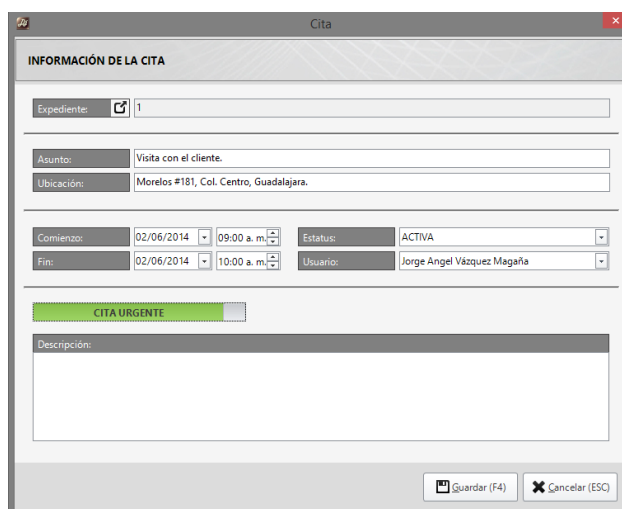 Cita
INFORMACIÓN DE LA CITA
Expediente: 1
Asunto: Visita con el cliente.
Ubicación: Morelos #181, Col. Centro, Guadalajara.
Comienzo: 02/06/2014 09:00 a. m. Estatus: ACTIVA
Fin: 02/06/2014 10:00 a. m. Usuario: Jorge Angel Vázquez Magaña
CITA URGENTE
Descripción:
Guardar (F4) Cancelar (ESC)